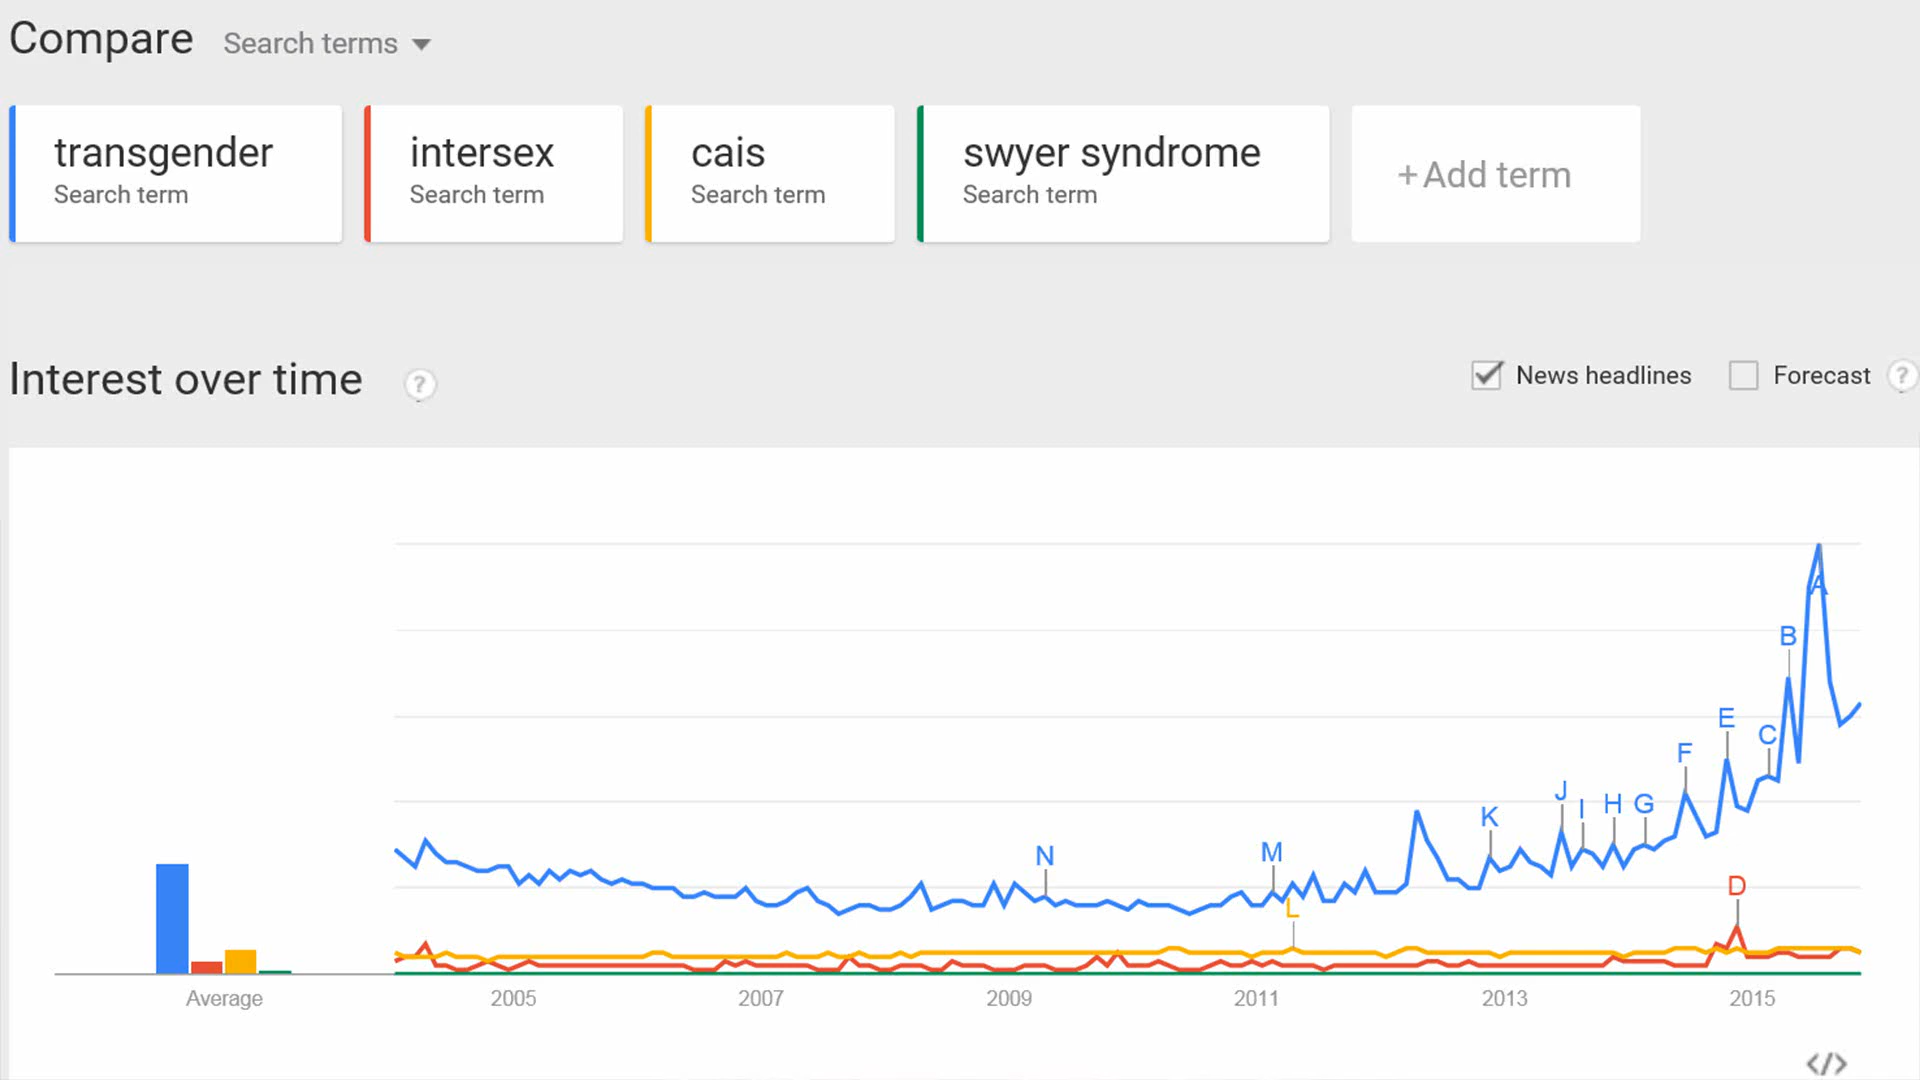 Compare Search terms
transgender
Search term
intersex
Search term
cais
Search term
swyer syndrome
Search term
+Add term
Interest over time ?
News headlines
Forecast ?
A
B
E
C
F
J
I
H
G
K
N
M
L
D
Average
2005
2007
2009
2011
2013
2015
</>